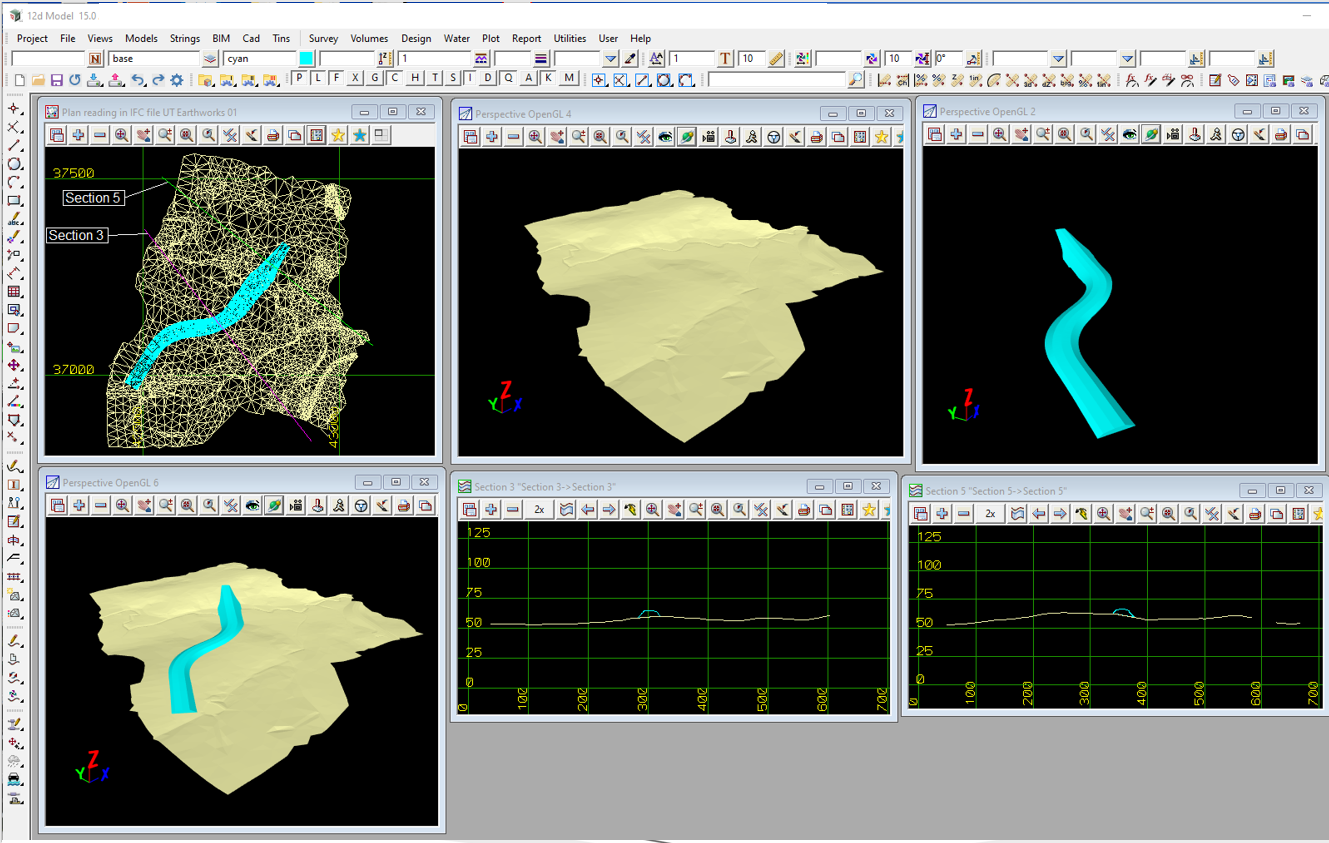 12d Model 15.0
Project File Views Models Strings BIM Cad Tins Survey Volumes Design Water Plot Report Utilities User Help
N base cyan 1 1 T 10 10 0°
P L F X G C H T S I D Q A K M
Plan reading in IFC file UT Earthworks 01
37500
Section 5
Section 3
37000
Perspective OpenGL 4
Z
Y X
Perspective OpenGL 2
Z
Y X
Perspective OpenGL 6
Z
Y X
Section 3 "Section 3->Section 3"
2x
125
100
75
50
25
0
0 100 200 300 400 500 600 700
Section 5 "Section 5->Section 5"
2x
125
100
75
50
25
0
0 100 200 300 400 500 600 700